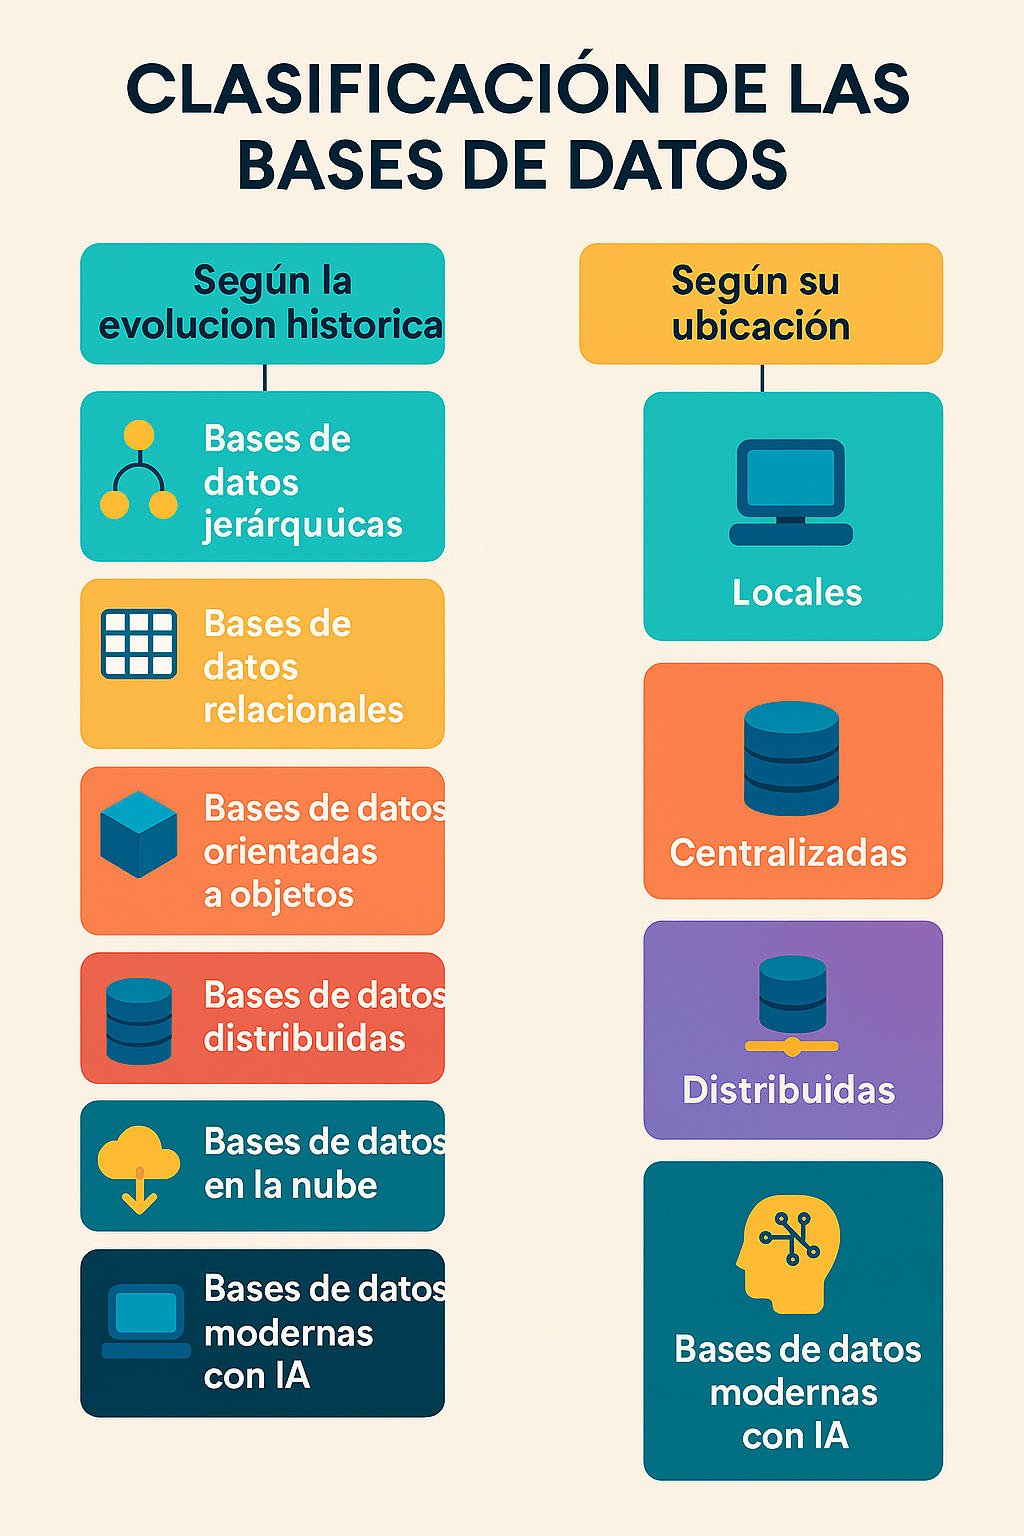 CLASIFICACIÓN DE LAS
BASES DE DATOS
Según la
evolucion historica
Bases de
datos
jerárquicas
Bases de
datos
relacionales
Bases de datos
orientadas
a objetos
Bases de datos
distribuidas
Bases de datos
en la nube
Bases de datos
modernas
con IA
Según su
ubicación
Locales
Centralizadas
Distribuidas
Bases de datos
modernas
con IA